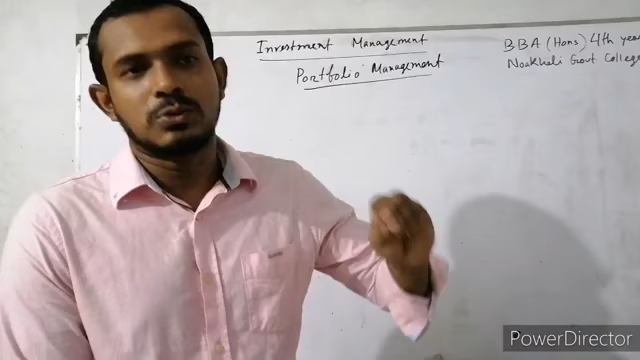 Investment Management
Portfolio Management
BBA (Hons) 4th year
Noakhali Govt College
PowerDirector